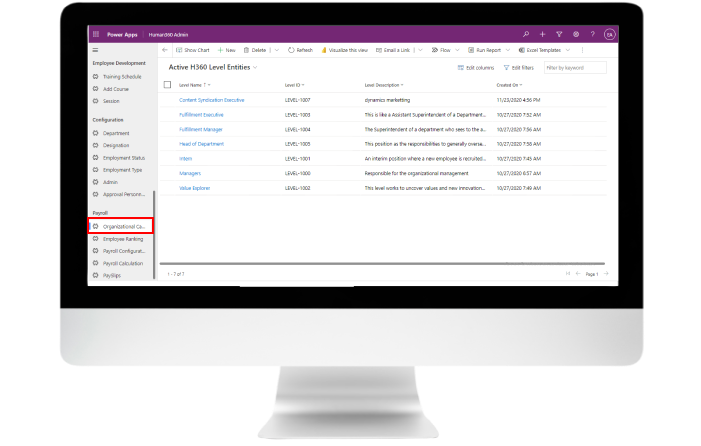 Power Apps | Human360 Admin ? EA
Show Chart + New Delete Refresh Visualize this view Email a Link Flow Run Report Excel Templates
Employee Development
Training Schedule
Add Course
Session
Configuration
Department
Designation
Employment Status
Employment Type
Admin
Approval Personn...
Payroll
Organizational Ca...
Employee Ranking
Payroll Configurat...
Payroll Calculation
PaySlips
Active H360 Level Entities
Edit columns Edit filters Filter by keyword
Level Name ↑ Level ID Level Description Created On
Content Syndication Executive LEVEL-1007 dynamics marketting 11/23/2020 4:56 PM
Fulfillment Executive LEVEL-1003 This is like a Assistant Superintendent of a Department... 10/27/2020 7:52 AM
Fulfillment Manager LEVEL-1004 The Superintendent of a department who sees to the a... 10/27/2020 7:56 AM
Head of Department LEVEL-1005 This position as the responsibilities to generally oversa... 10/27/2020 7:58 AM
Intern LEVEL-1001 An interim position where a new employee is recruited... 10/27/2020 7:45 AM
Managers LEVEL-1000 Responsible for the organizational management 10/27/2020 6:57 AM
Value Explorer LEVEL-1002 This level works to uncover values and new innovation... 10/27/2020 7:49 AM
1 - 7 of 7 Page 1